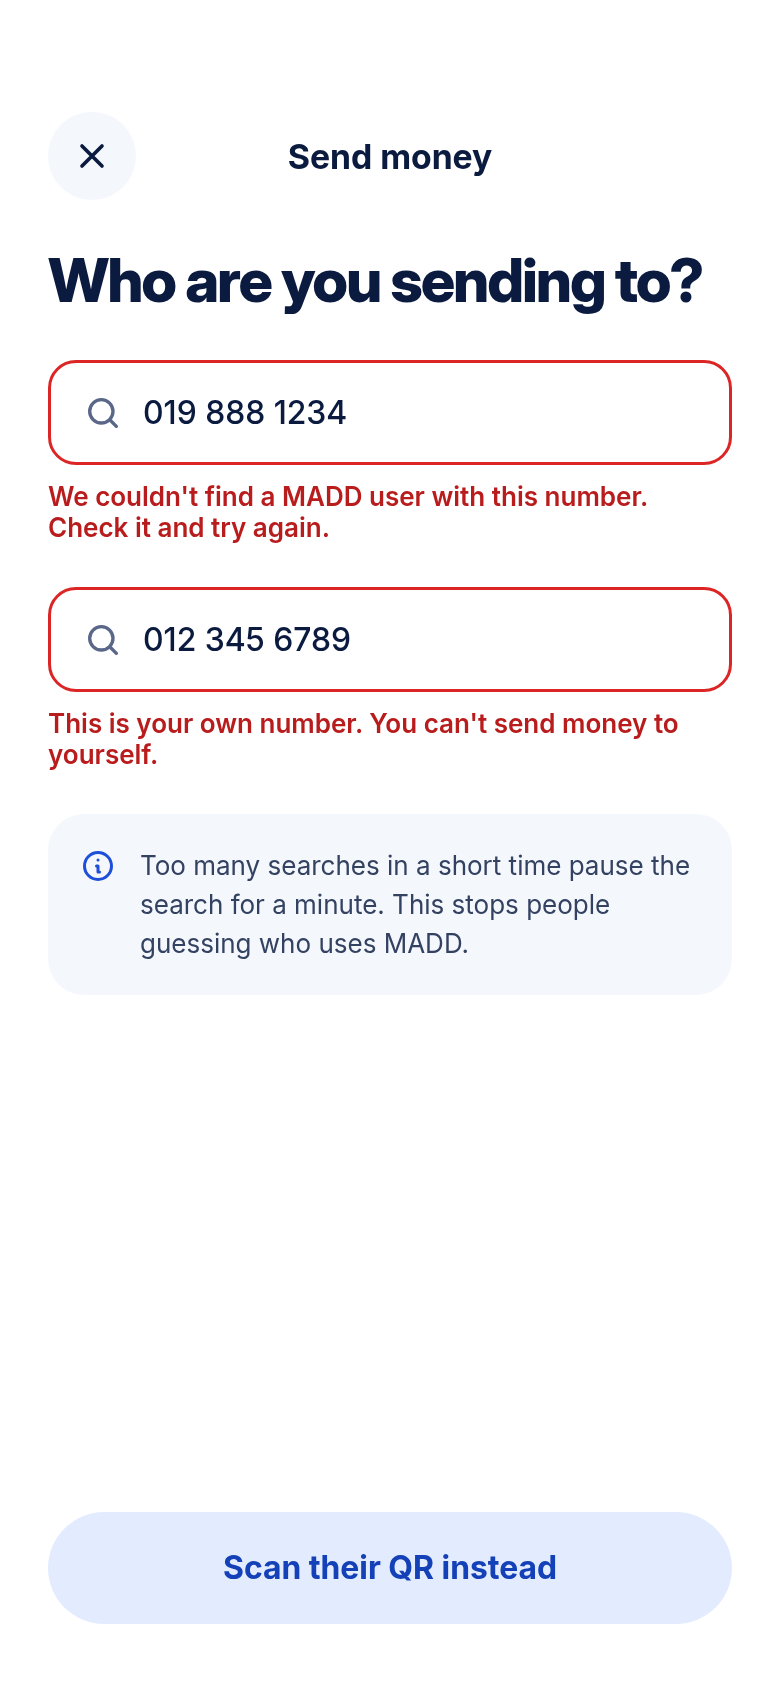 Send money
Who are you sending to?
019 888 1234
We couldn't find a MADD user with this number.
Check it and try again.
012 345 6789
This is your own number. You can't send money to
yourself.
Too many searches in a short time pause the
search for a minute. This stops people
guessing who uses MADD.
Scan their QR instead